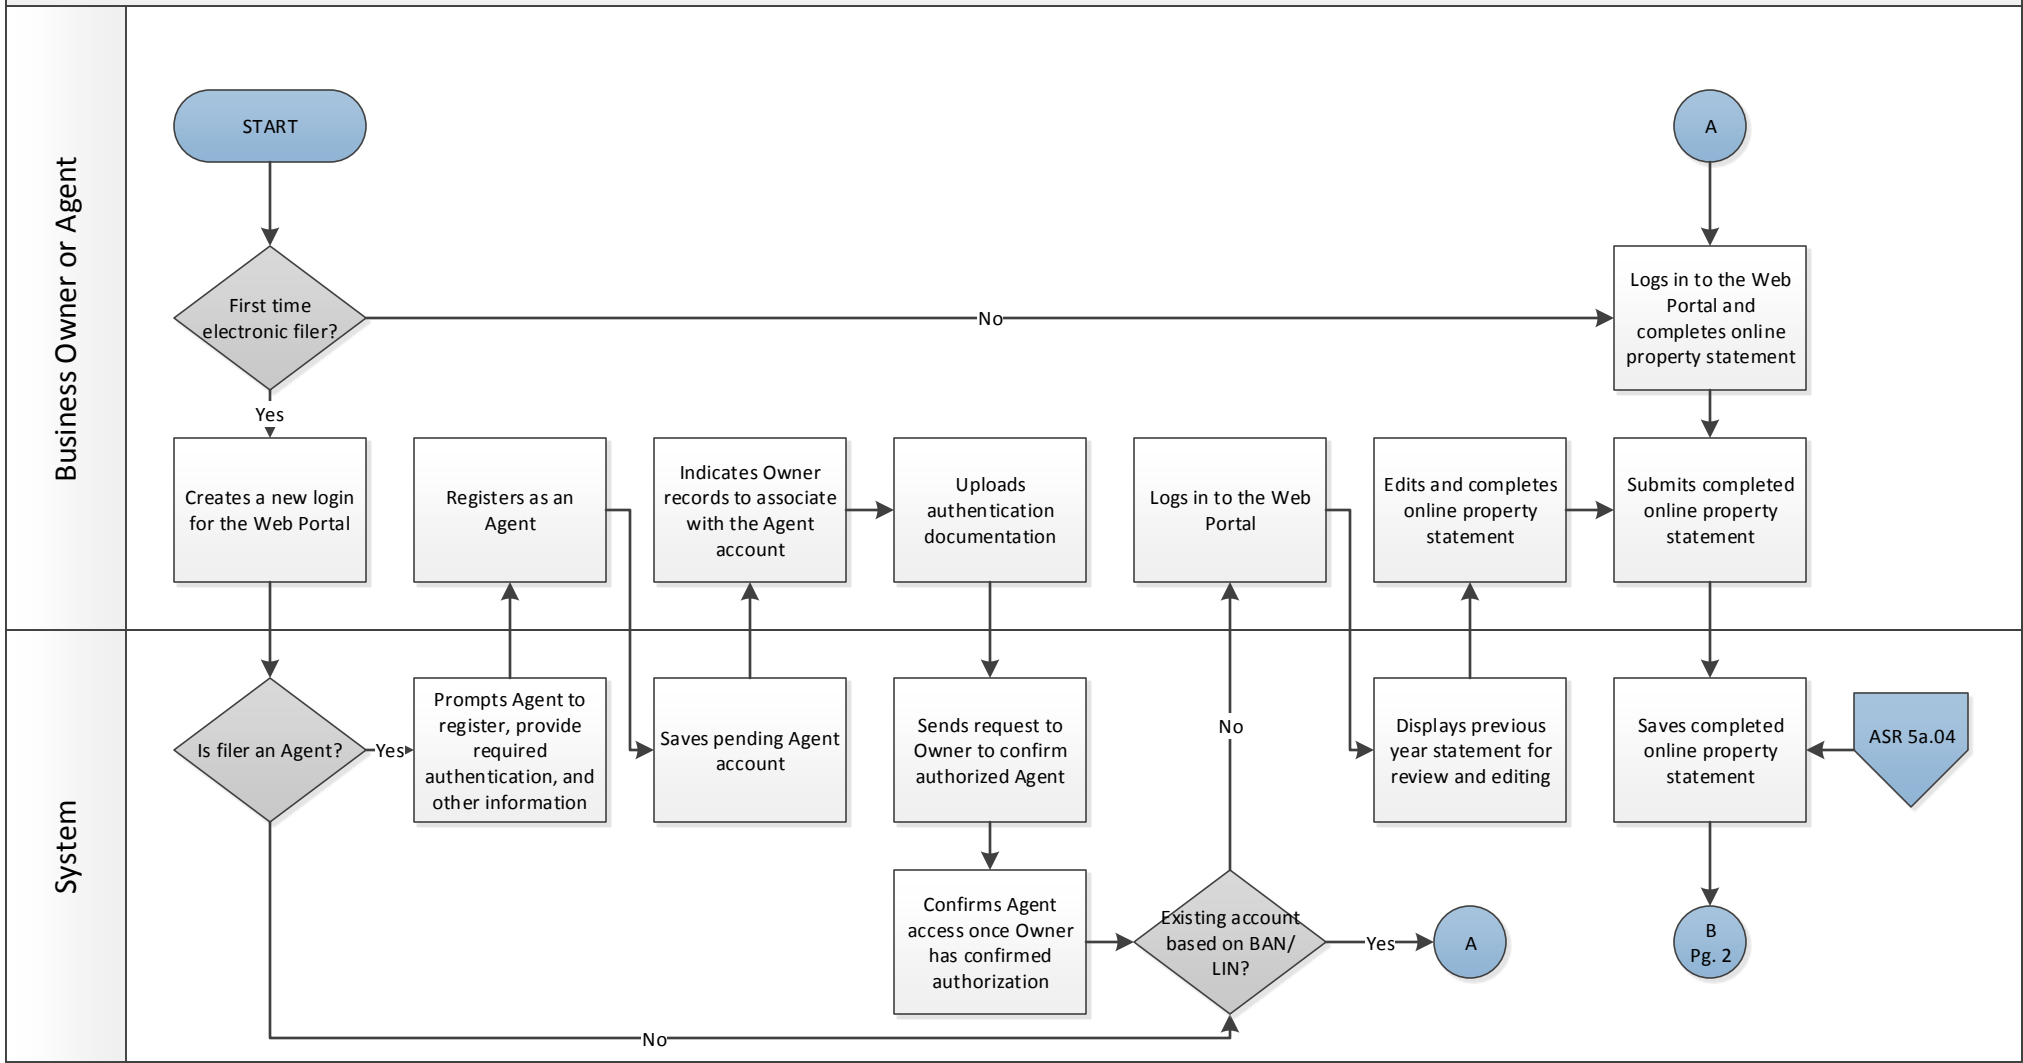 Business Owner or Agent
START
A
First time
electronic filer?
No
Logs in to the Web
Portal and
completes online
property statement
Yes
Creates a new login
for the Web Portal
Registers as an
Agent
Indicates Owner
records to associate
with the Agent
account
Uploads
authentication
documentation
Logs in to the Web
Portal
Edits and completes
online property
statement
Submits completed
online property
statement
System
Is filer an Agent?
Yes
Prompts Agent to
register, provide
required
authentication, and
other information
Saves pending Agent
account
Sends request to
Owner to confirm
authorized Agent
No
Displays previous
year statement for
review and editing
Saves completed
online property
statement
ASR 5a.04
Confirms Agent
access once Owner
has confirmed
authorization
Existing account
based on BAN/
LIN?
Yes
A
B
Pg. 2
No